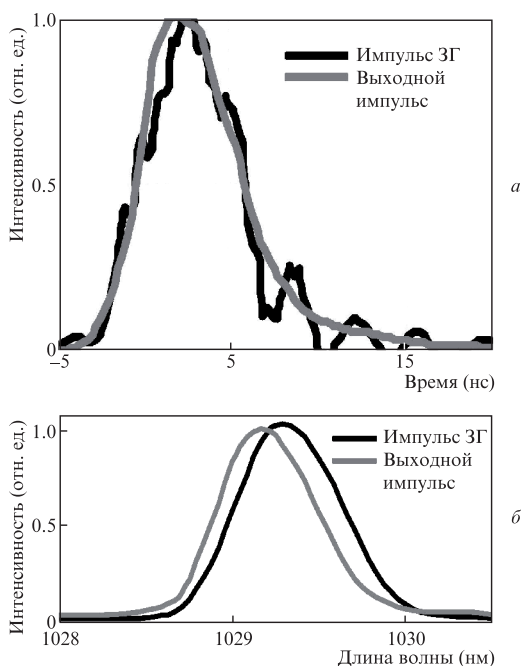 Интенсивность (отн. ед.)
1.0
0.5
0
Импульс ЗГ
Выходной
импульс
а
–5
5
15
Время (нс)
Интенсивность (отн. ед.)
1.0
0.5
0
Импульс ЗГ
Выходной
импульс
б
1028
1029
1030
Длина волны (нм)